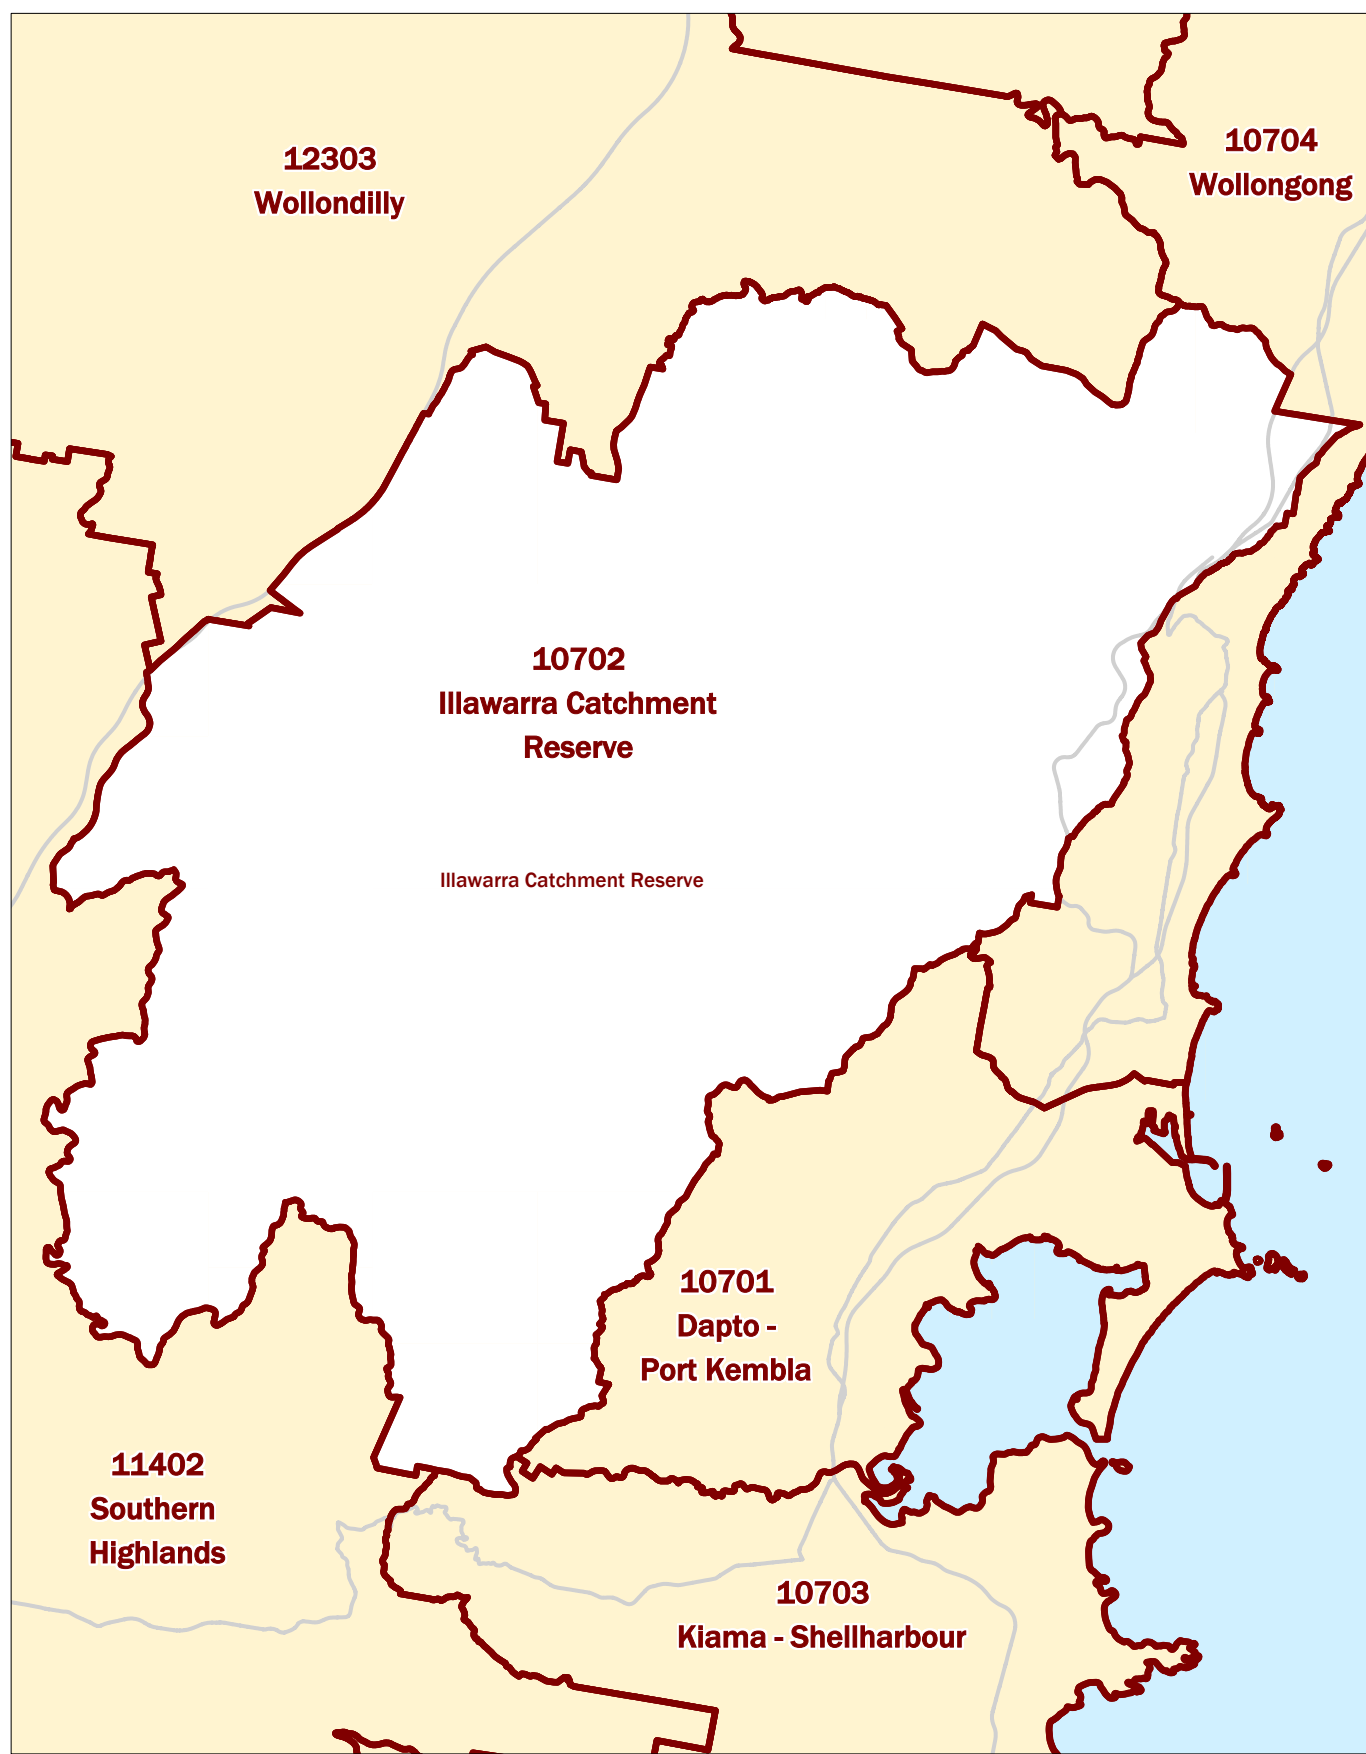 12303
Wollondilly
10704
Wollongong
10702
Illawarra Catchment
Reserve
Illawarra Catchment Reserve
10701
Dapto -
Port Kembla
11402
Southern
Highlands
10703
Kiama - Shellharbour